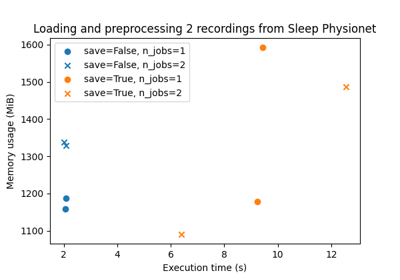 Loading and preprocessing 2 recordings from Sleep Physionet
save=False, n_jobs=1
save=False, n_jobs=2
save=True, n_jobs=1
save=True, n_jobs=2
Memory usage (MiB)
1600
1500
1400
1300
1200
1100
2 4 6 8 10 12
Execution time (s)